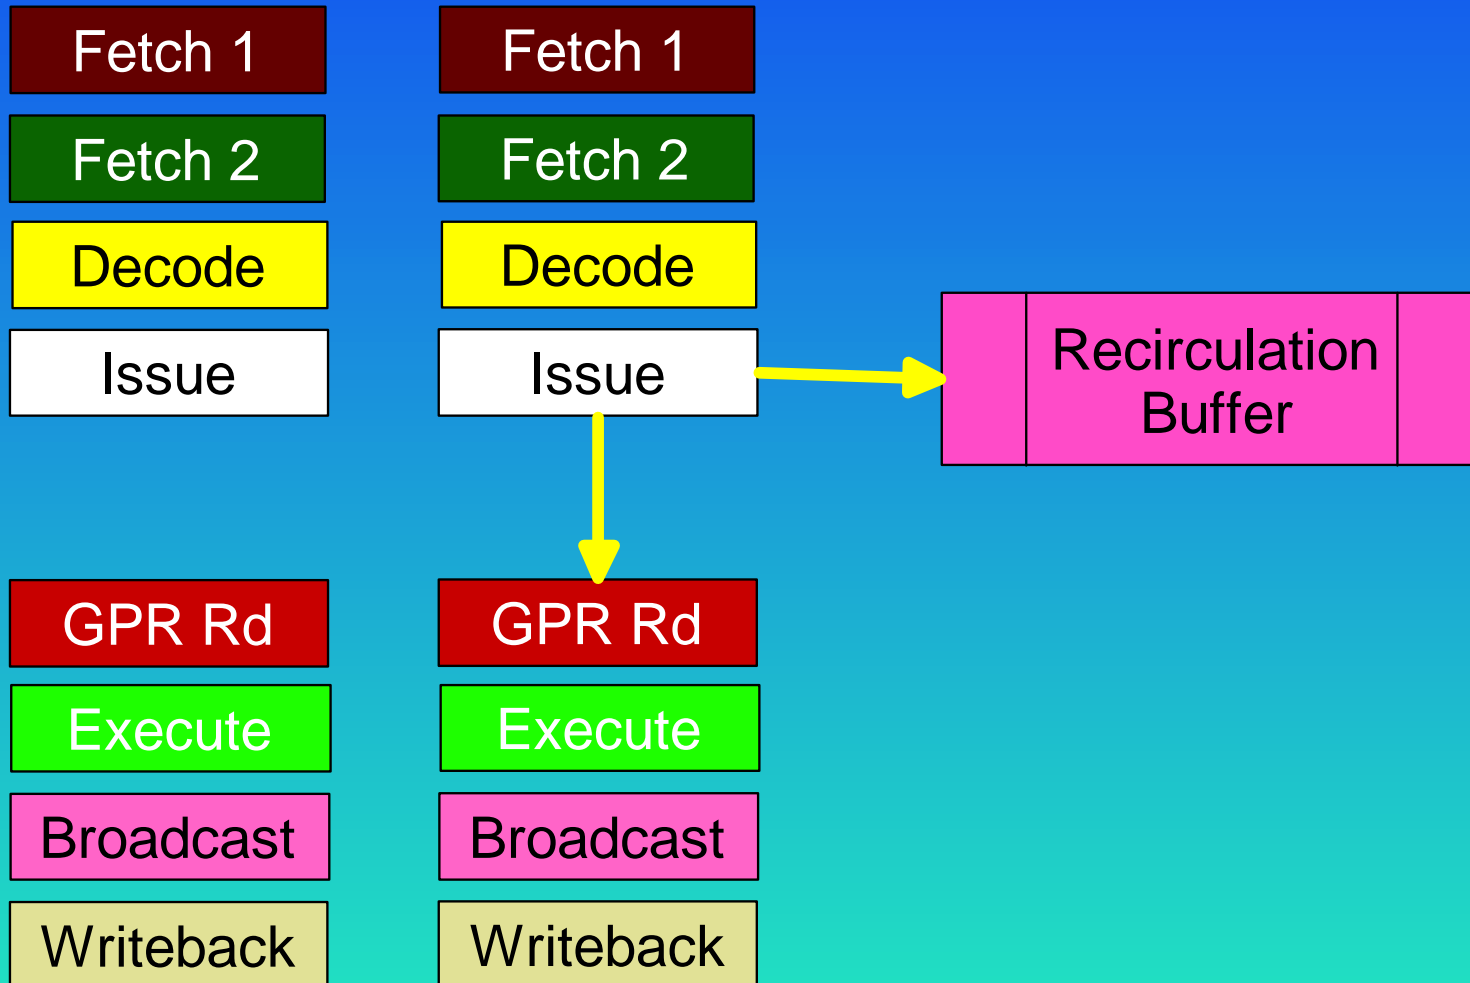 Fetch 1
Fetch 1
Fetch 2
Fetch 2
Decode
Decode
Issue
Issue
Recirculation
Buffer
GPR Rd
GPR Rd
Execute
Execute
Broadcast
Broadcast
Writeback
Writeback